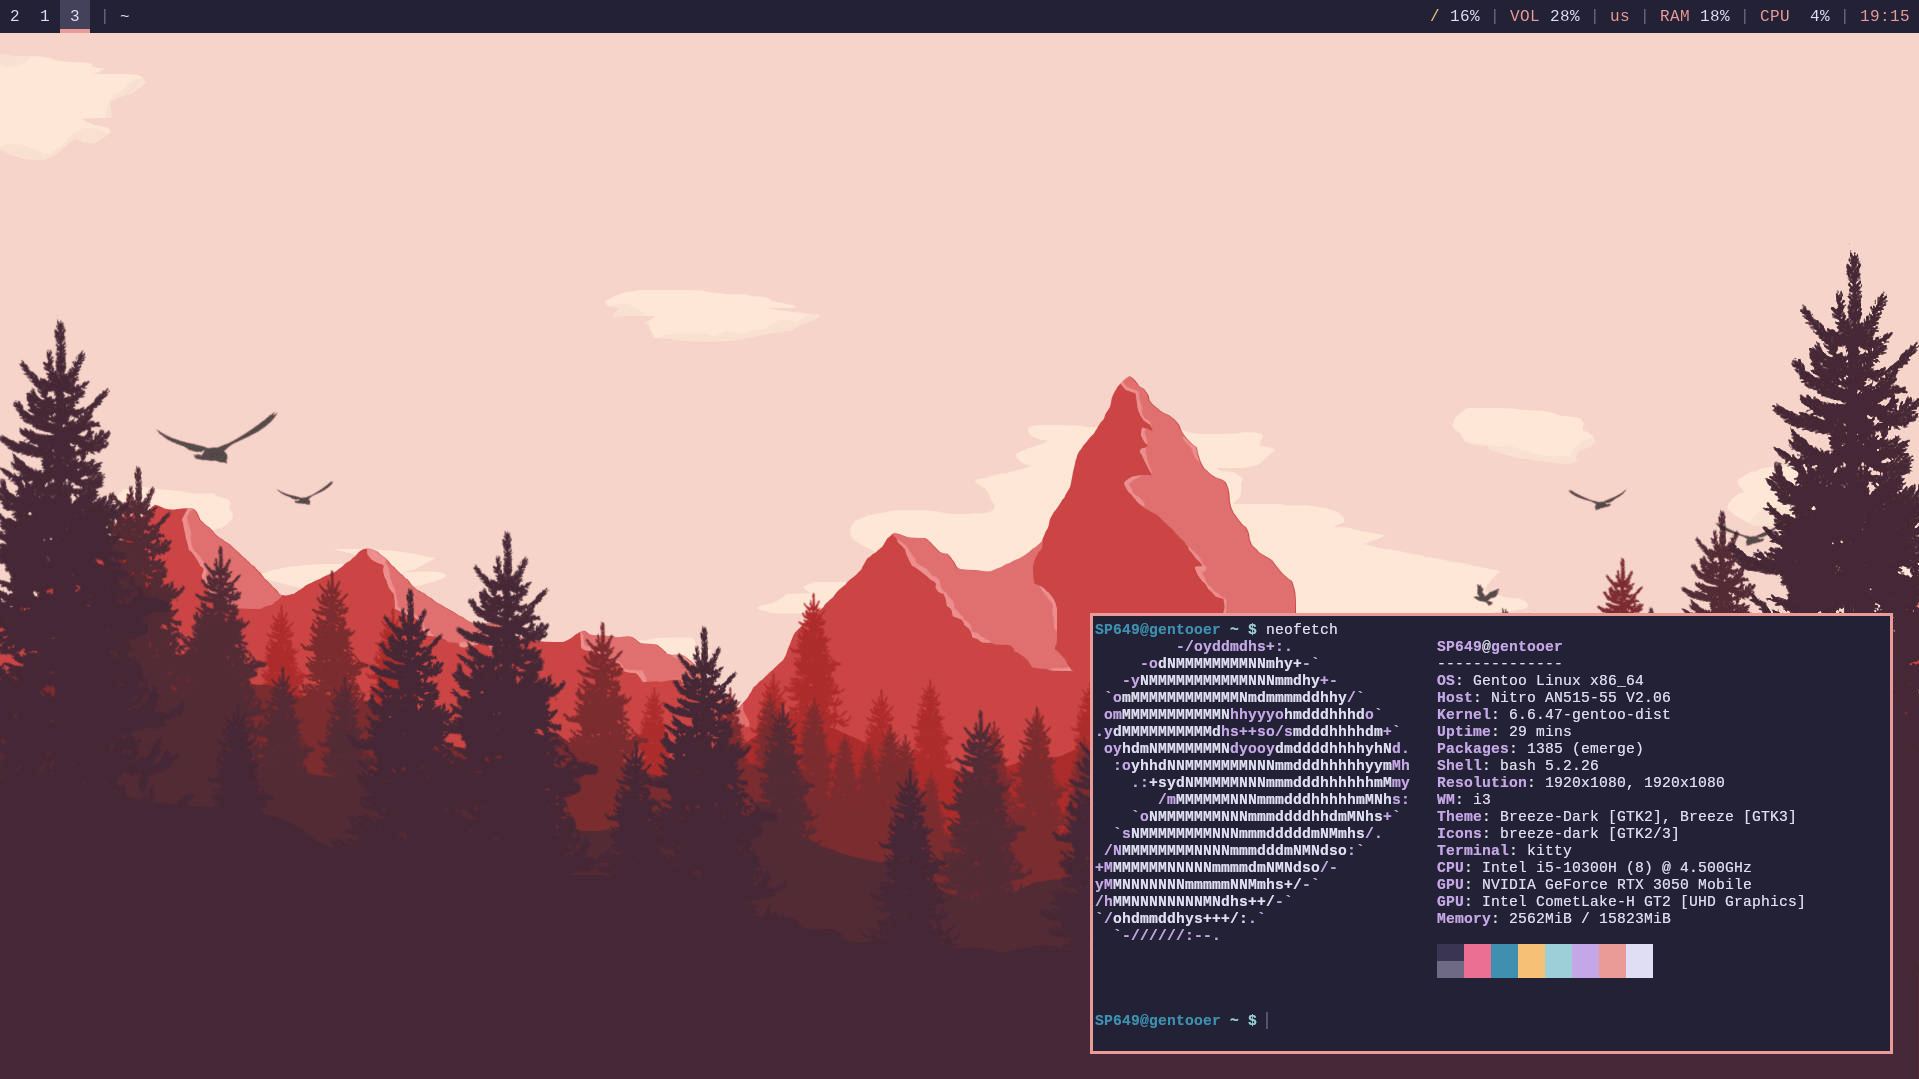 2 1 3 | ~ / 16% | VOL 28% | us | RAM 18% | CPU 4% | 19:15
SP649@gentooer ~ $ neofetch
-/oyddmdhs+:. SP649@gentooer
-odNMMMMMMMMNNmhy+-` --------------
-yNMMMMMMMMMMMNNNmmdhy+- OS: Gentoo Linux x86_64
`omMMMMMMMMMMMMNmdmmmmddhhy/` Host: Nitro AN515-55 V2.06
omMMMMMMMMMMMNhhyyyohmdddhhhdo` Kernel: 6.6.47-gentoo-dist
.ydMMMMMMMMMMdhs++so/smdddhhhhdm+` Uptime: 29 mins
oyhdmNMMMMMMMNdyooydmddddhhhhyhNd. Packages: 1385 (emerge)
:oyhhdNNMMMMMMMNNNmmdddhhhhhyymMh Shell: bash 5.2.26
.:+sydNMMMMMNNNmmmdddhhhhhhmMmy Resolution: 1920x1080, 1920x1080
/mMMMMMMNNNmmmdddhhhhhmMNhs: WM: i3
`oNMMMMMMMNNNmmmddddhhdmMNhs+` Theme: Breeze-Dark [GTK2], Breeze [GTK3]
`sNMMMMMMMMNNNmmmdddddmNMmhs/. Icons: breeze-dark [GTK2/3]
/NMMMMMMMMNNNNmmmdddmNMNdso:` Terminal: kitty
+MMMMMMMNNNNNmmmmdmNMNdso/- CPU: Intel i5-10300H (8) @ 4.500GHz
yMMNNNNNNNmmmmmNNMmhs+/-` GPU: NVIDIA GeForce RTX 3050 Mobile
/hMMNNNNNNNNMNdhs++/-` GPU: Intel CometLake-H GT2 [UHD Graphics]
`/ohdmmddhys+++/:.` Memory: 2562MiB / 15823MiB
`-//////:--.
SP649@gentooer ~ $